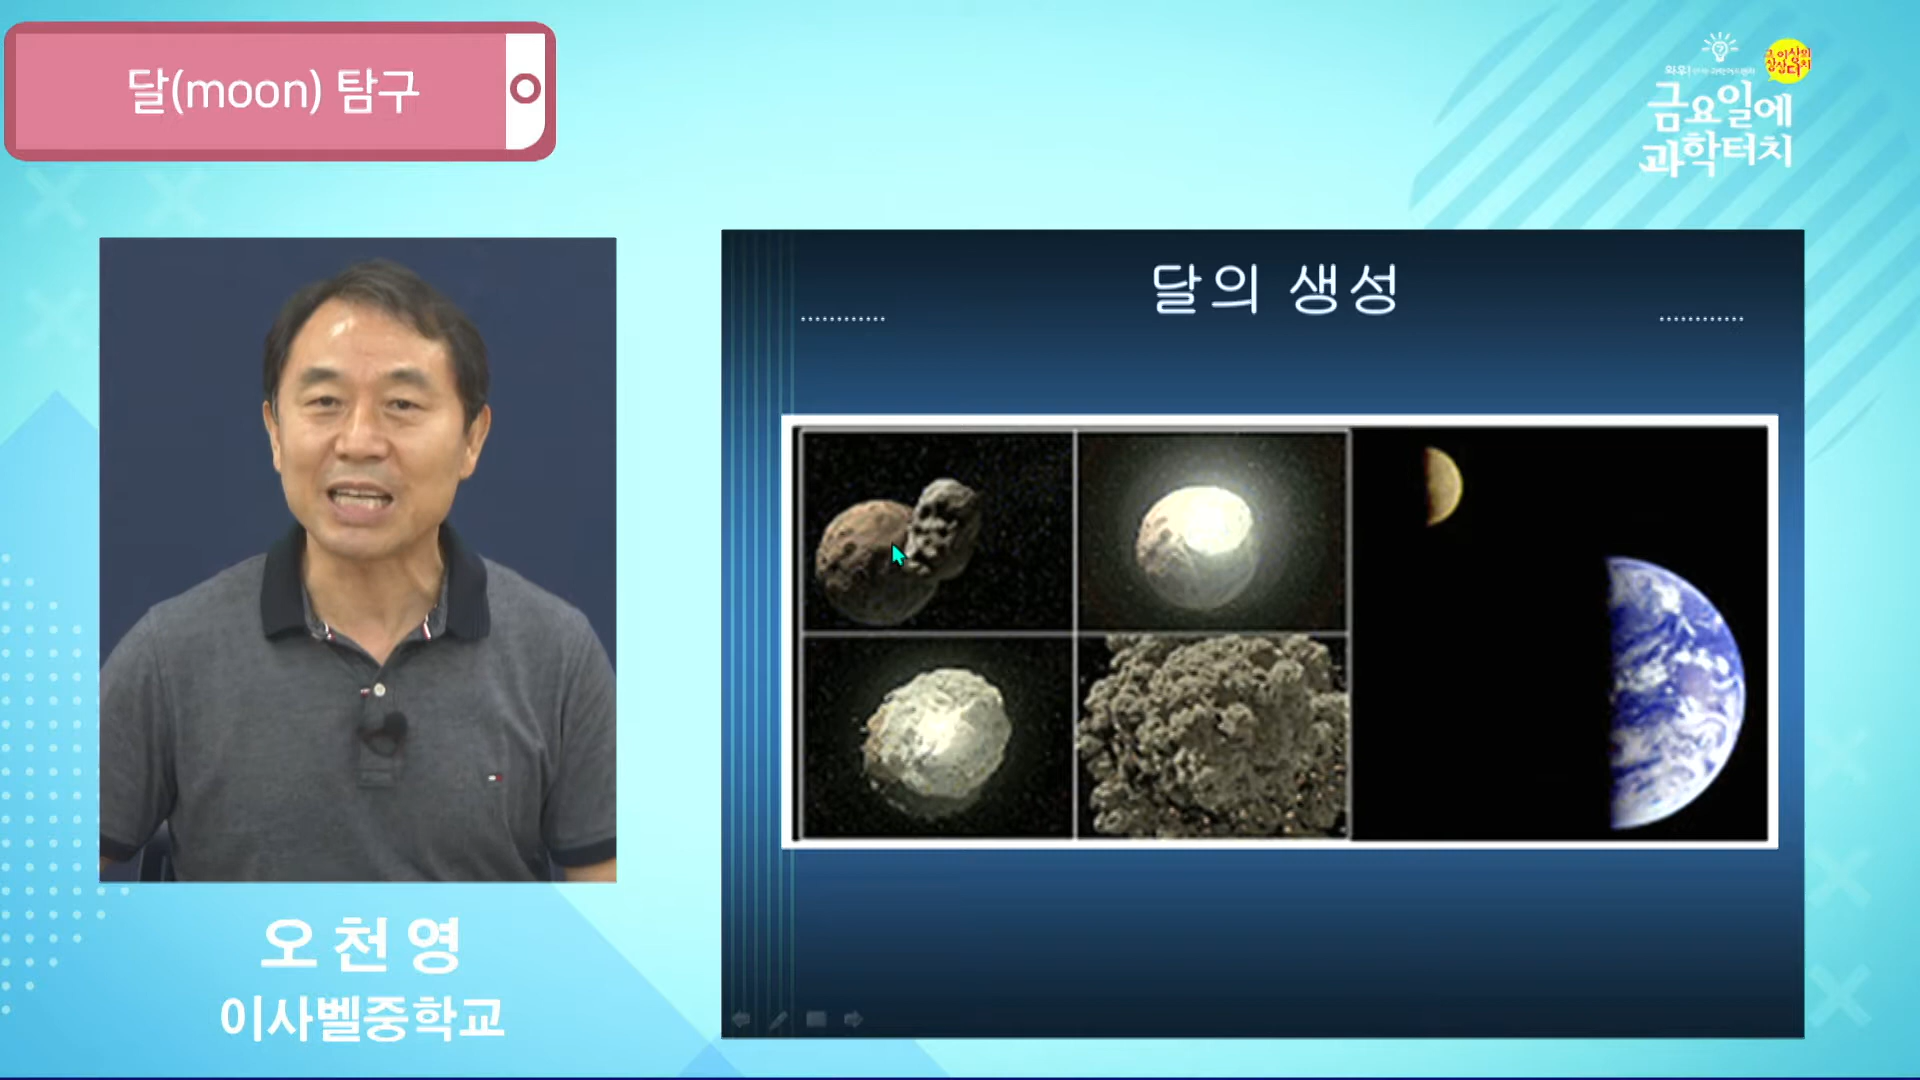 달(moon) 탐구
금요일에
과학터치
달의 생성
오천영
이사벨중학교